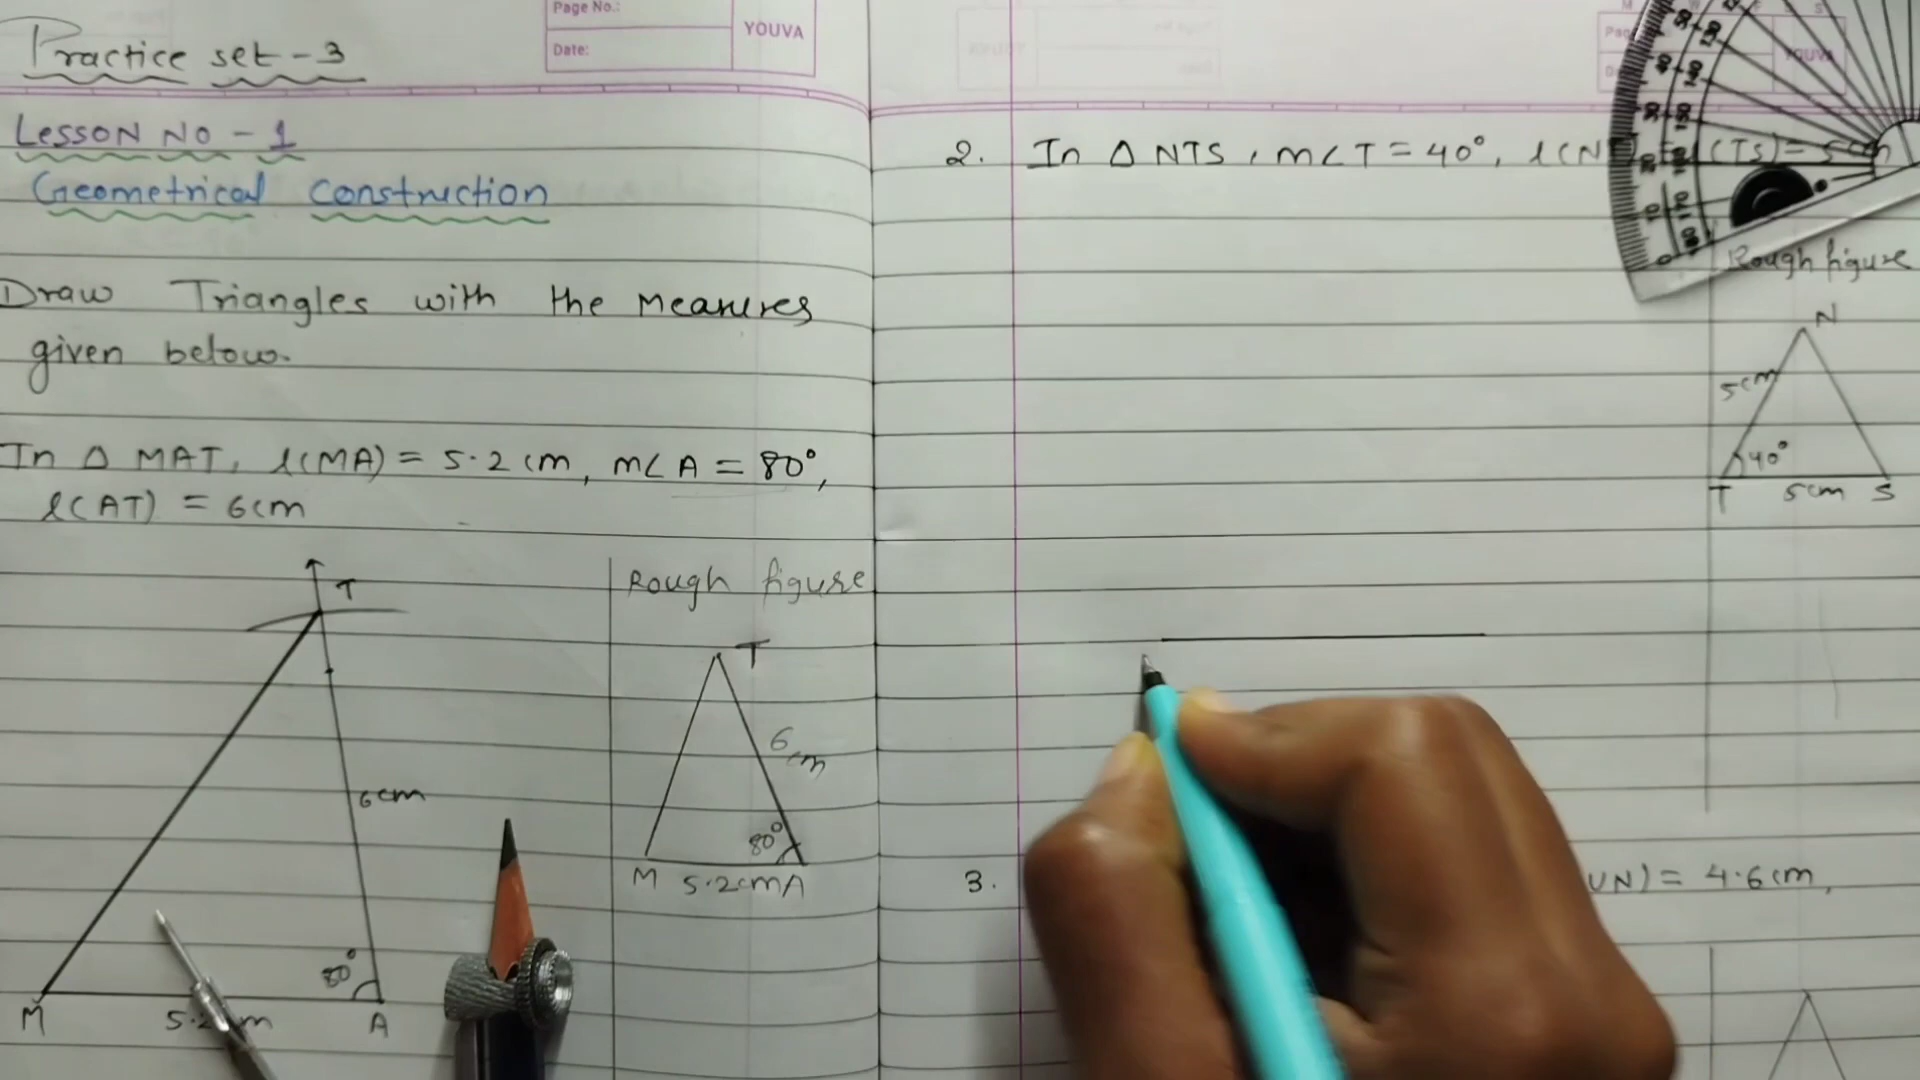 Page No.:
Date:
YOUVA
Practice set - 3
Lesson No - 1
Geometrical Construction
Draw Triangles with the Measures
given below.
In △ MAT, l(MA) = 5.2 cm, m∠A = 80°,
l(AT) = 6cm
T
6cm
80°
M
A
Rough figure
T
6cm
80°
M 5.2cm A
2. In △ NTS, m∠T = 40°, (TS) = 5cm
Rough figure
N
5cm
40°
T 5cm S
3.
UN) = 4.6cm,